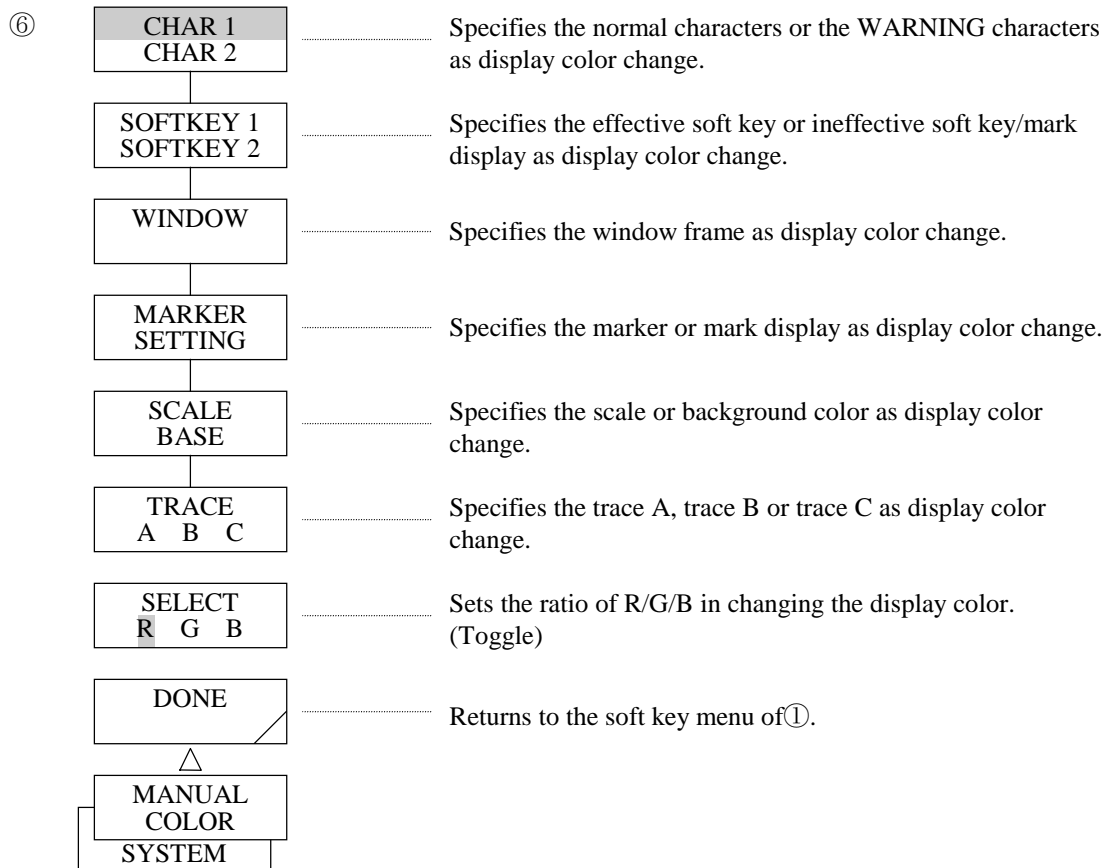 ⑥
CHAR 1
CHAR 2
Specifies the normal characters or the WARNING characters
as display color change.
SOFTKEY 1
SOFTKEY 2
Specifies the effective soft key or ineffective soft key/mark
display as display color change.
WINDOW
Specifies the window frame as display color change.
MARKER
SETTING
Specifies the marker or mark display as display color change.
SCALE
BASE
Specifies the scale or background color as display color
change.
TRACE
A B C
Specifies the trace A, trace B or trace C as display color
change.
SELECT
R G B
Sets the ratio of R/G/B in changing the display color.
(Toggle)
DONE
Returns to the soft key menu of①.
MANUAL
COLOR
SYSTEM